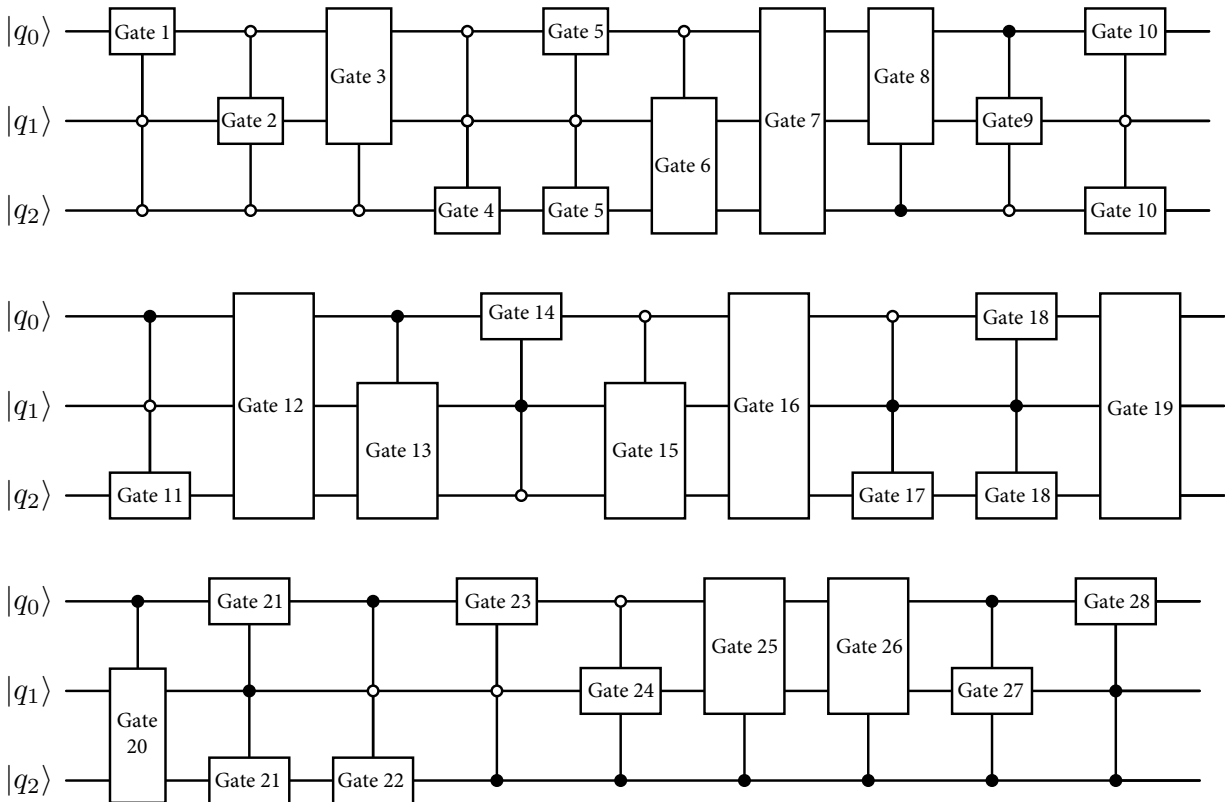 |q₀⟩ Gate 1 Gate 3 Gate 5 Gate 7 Gate 8 Gate 10
|q₁⟩ Gate 2 Gate 6 Gate9
|q₂⟩ Gate 4 Gate 5 Gate 10
|q₀⟩ Gate 12 Gate 14 Gate 16 Gate 18 Gate 19
|q₁⟩ Gate 13 Gate 15
|q₂⟩ Gate 11 Gate 17 Gate 18
|q₀⟩ Gate 21 Gate 23 Gate 25 Gate 26 Gate 28
|q₁⟩ Gate 24 Gate 27
Gate
20
|q₂⟩ Gate 21 Gate 22